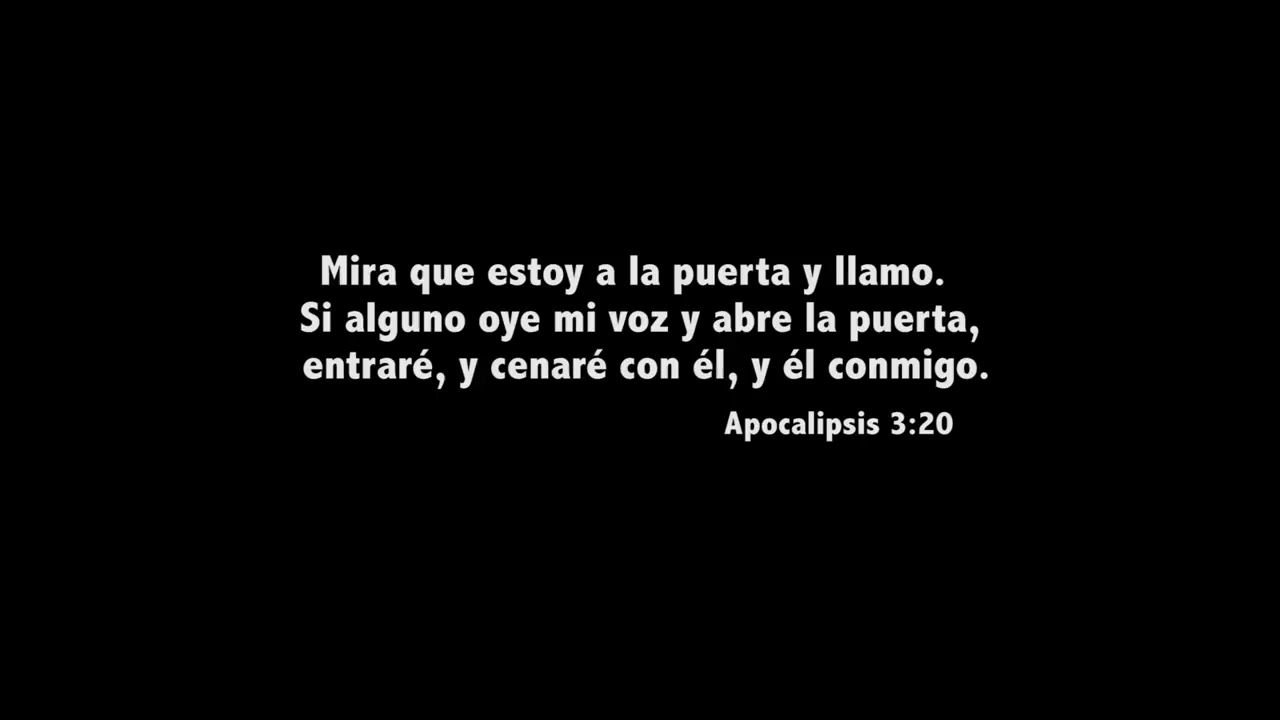 Mira que estoy a la puerta y llamo.
Si alguno oye mi voz y abre la puerta,
entraré, y cenaré con él, y él conmigo.
Apocalipsis 3:20